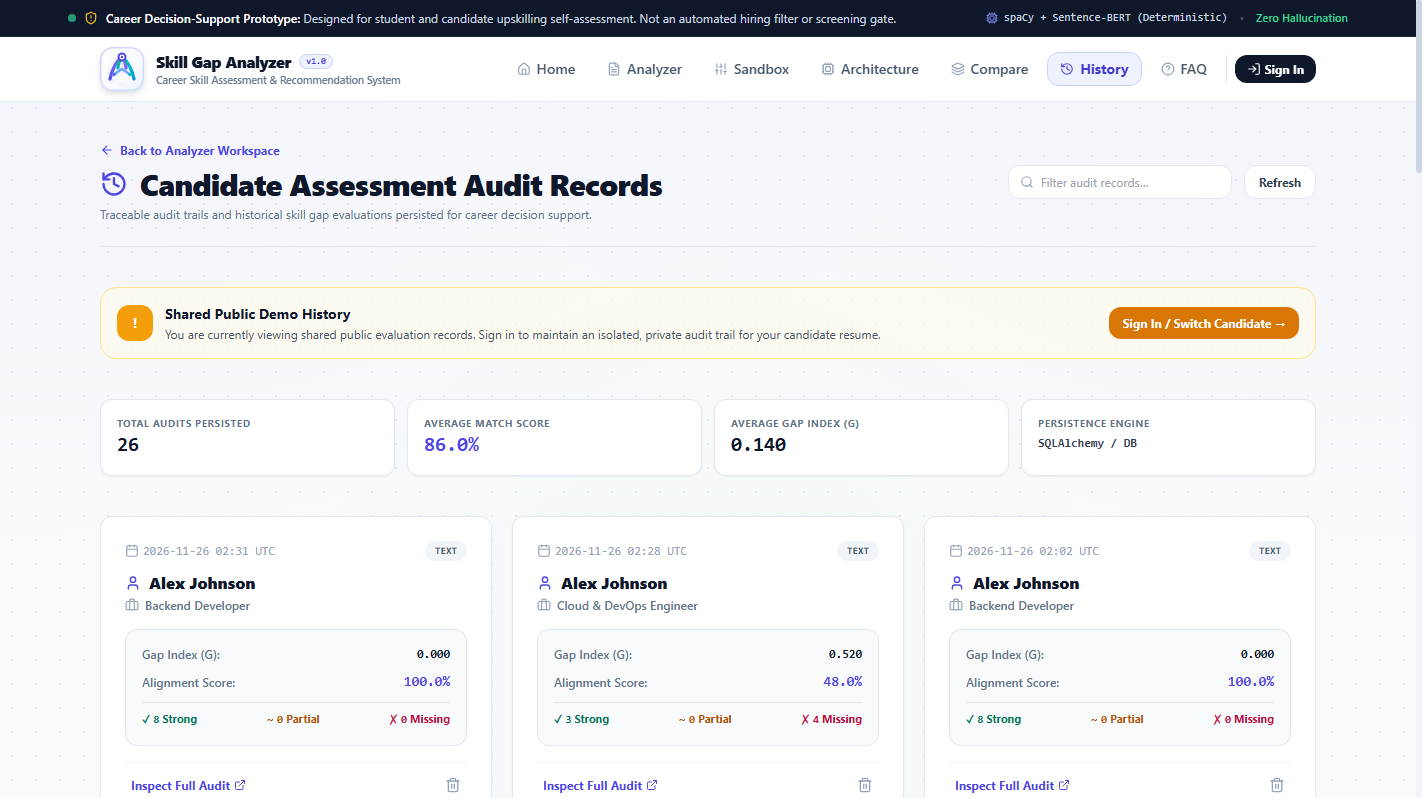 Career Decision-Support Prototype: Designed for student and candidate upskilling self-assessment. Not an automated hiring filter or screening gate.
spaCy + Sentence-BERT (Deterministic) • Zero Hallucination
Skill Gap Analyzer v1.0
Career Skill Assessment & Recommendation System
Home Analyzer Sandbox Architecture Compare History FAQ Sign In
← Back to Analyzer Workspace
Candidate Assessment Audit Records
Filter audit records... Refresh
Traceable audit trails and historical skill gap evaluations persisted for career decision support.
! Shared Public Demo History
You are currently viewing shared public evaluation records. Sign in to maintain an isolated, private audit trail for your candidate resume.
Sign In / Switch Candidate →
TOTAL AUDITS PERSISTED
26
AVERAGE MATCH SCORE
86.0%
AVERAGE GAP INDEX (G)
0.140
PERSISTENCE ENGINE
SQLAlchemy / DB
2026-11-26 02:31 UTC TEXT
Alex Johnson
Backend Developer
Gap Index (G): 0.000
Alignment Score: 100.0%
✓ 8 Strong ~ 0 Partial ✗ 0 Missing
Inspect Full Audit
2026-11-26 02:28 UTC TEXT
Alex Johnson
Cloud & DevOps Engineer
Gap Index (G): 0.520
Alignment Score: 48.0%
✓ 3 Strong ~ 0 Partial ✗ 4 Missing
Inspect Full Audit
2026-11-26 02:02 UTC TEXT
Alex Johnson
Backend Developer
Gap Index (G): 0.000
Alignment Score: 100.0%
✓ 8 Strong ~ 0 Partial ✗ 0 Missing
Inspect Full Audit